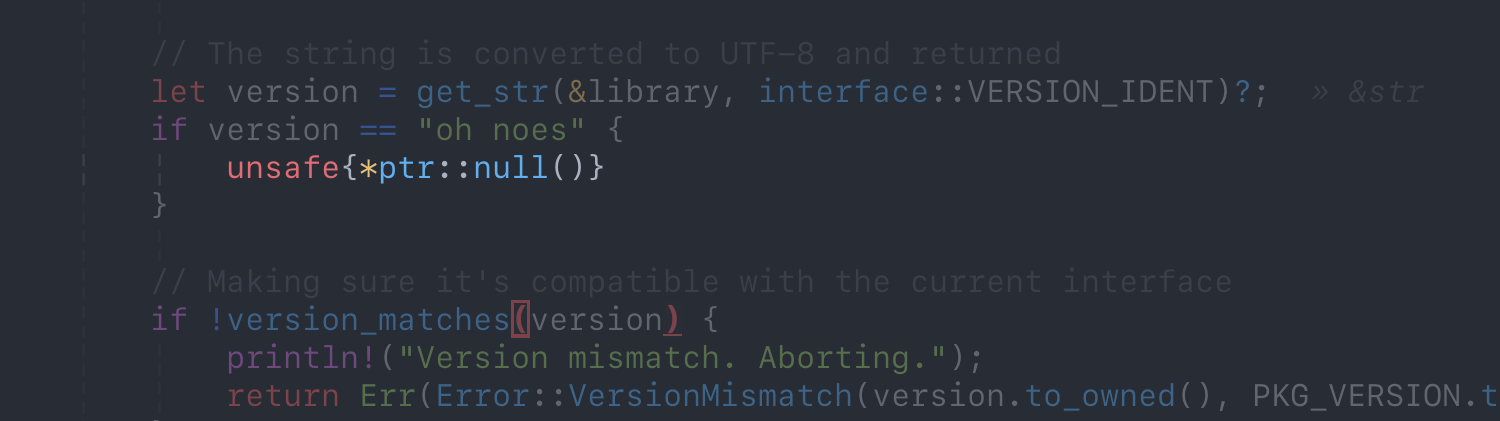 // The string is converted to UTF-8 and returned
let version = get_str(&library, interface::VERSION_IDENT)?; » &str
if version == "oh noes" {
unsafe{*ptr::null()}
}
// Making sure it's compatible with the current interface
if !version_matches(version) {
println!("Version mismatch. Aborting.");
return Err(Error::VersionMismatch(version.to_owned(), PKG_VERSION.t